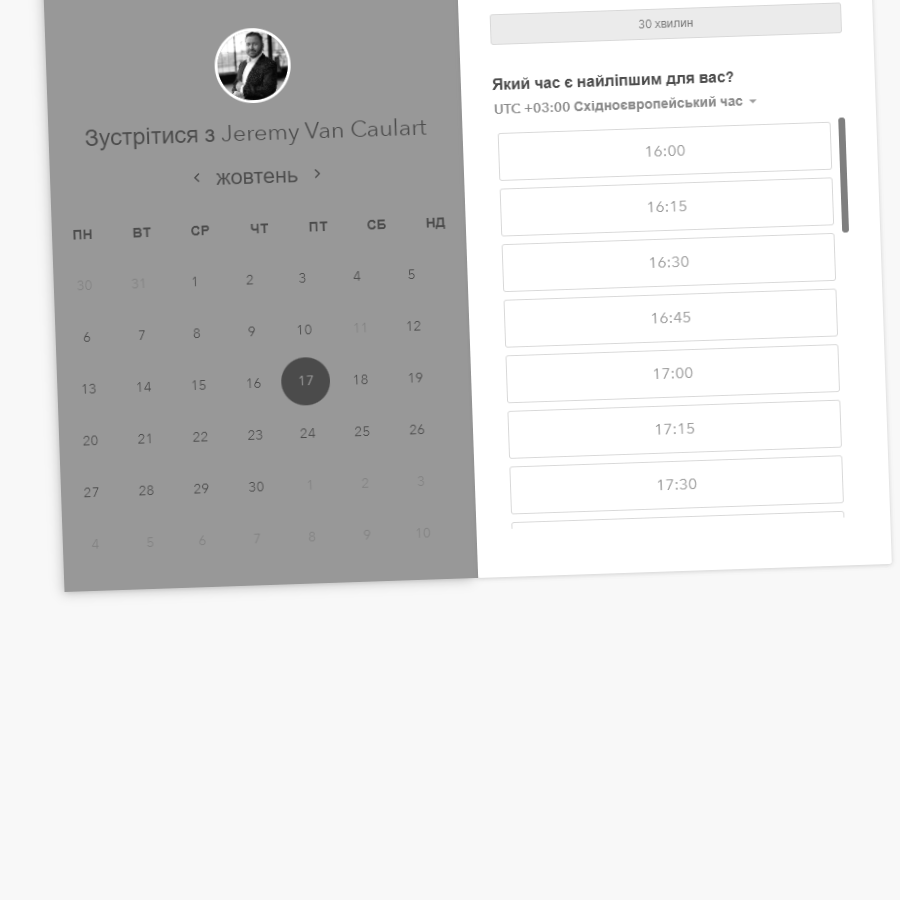 Зустрітися з Jeremy Van Caulart
жовтень
ПН ВТ СР ЧТ ПТ СБ НД
30 31 1 2 3 4 5
6 7 8 9 10 11 12
13 14 15 16 17 18 19
20 21 22 23 24 25 26
27 28 29 30 1 2 3
4 5 6 7 8 9 10
30 хвилин
Який час є найліпшим для вас?
UTC +03:00 Східноєвропейський час
16:00
16:15
16:30
16:45
17:00
17:15
17:30